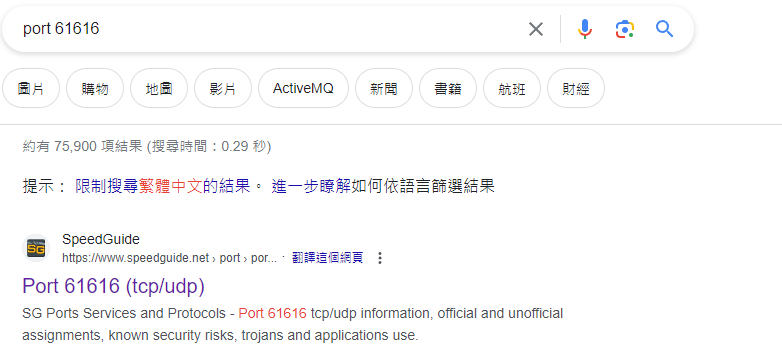 port 61616
圖片 購物 地圖 影片 ActiveMQ 新聞 書籍 航班 財經
約有 75,900 項結果 (搜尋時間:0.29 秒)
提示: 限制搜尋繁體中文的結果。 進一步瞭解如何依語言篩選結果
SG
SpeedGuide
https://www.speedguide.net › port › por... · 翻譯這個網頁
Port 61616 (tcp/udp)
SG Ports Services and Protocols - Port 61616 tcp/udp information, official and unofficial
assignments, known security risks, trojans and applications use.